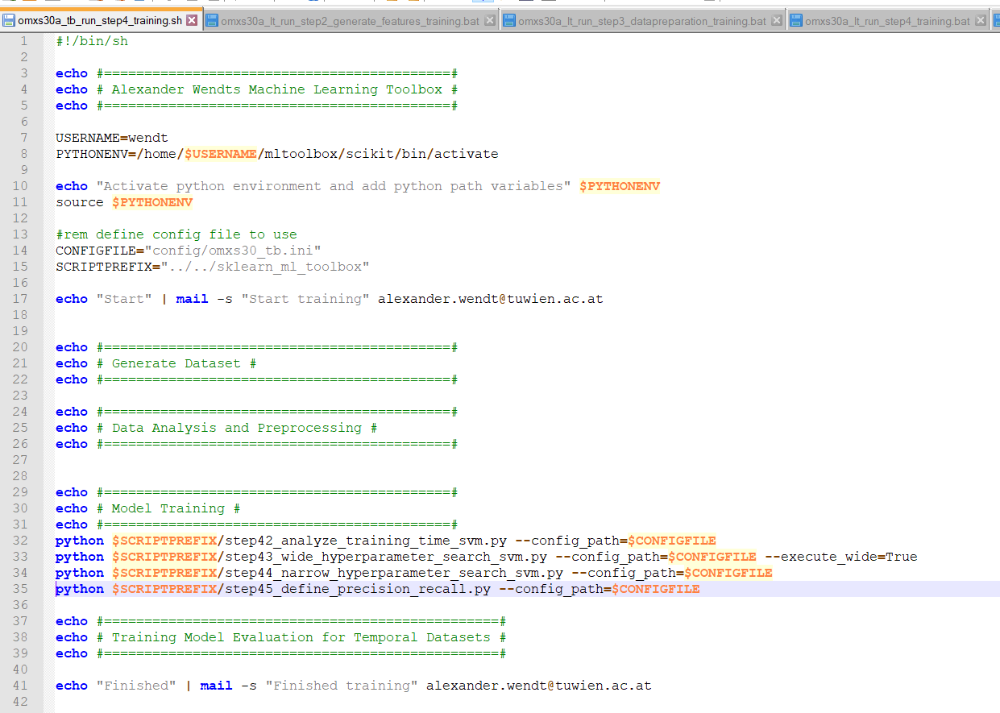 omxs30a_tb_run_step4_training.sh omxs30a_lt_run_step2_generate_features_training.bat omxs30a_lt_run_step3_datapreparation_training.bat omxs30a_lt_run_step4_training.bat
1 #!/bin/sh
2
3 echo #===========================================#
4 echo # Alexander Wendts Machine Learning Toolbox #
5 echo #===========================================#
6
7 USERNAME=wendt
8 PYTHONENV=/home/$USERNAME/mltoolbox/scikit/bin/activate
9
10 echo "Activate python environment and add python path variables" $PYTHONENV
11 source $PYTHONENV
12
13 #rem define config file to use
14 CONFIGFILE="config/omxs30_tb.ini"
15 SCRIPTPREFIX="../../sklearn_ml_toolbox"
16
17 echo "Start" | mail -s "Start training" alexander.wendt@tuwien.ac.at
18
19
20 echo #===========================================#
21 echo # Generate Dataset #
22 echo #===========================================#
23
24 echo #===========================================#
25 echo # Data Analysis and Preprocessing #
26 echo #===========================================#
27
28
29 echo #===========================================#
30 echo # Model Training #
31 echo #===========================================#
32 python $SCRIPTPREFIX/step42_analyze_training_time_svm.py --config_path=$CONFIGFILE
33 python $SCRIPTPREFIX/step43_wide_hyperparameter_search_svm.py --config_path=$CONFIGFILE --execute_wide=True
34 python $SCRIPTPREFIX/step44_narrow_hyperparameter_search_svm.py --config_path=$CONFIGFILE
35 python $SCRIPTPREFIX/step45_define_precision_recall.py --config_path=$CONFIGFILE
36
37 echo #=================================================#
38 echo # Training Model Evaluation for Temporal Datasets #
39 echo #=================================================#
40
41 echo "Finished" | mail -s "Finished training" alexander.wendt@tuwien.ac.at
42